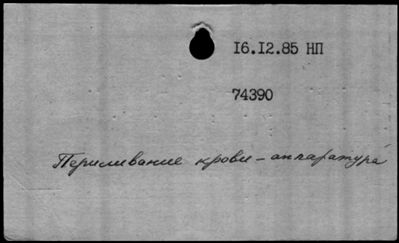 16.12.85 НП
74390
Переливание крови - аппаратура